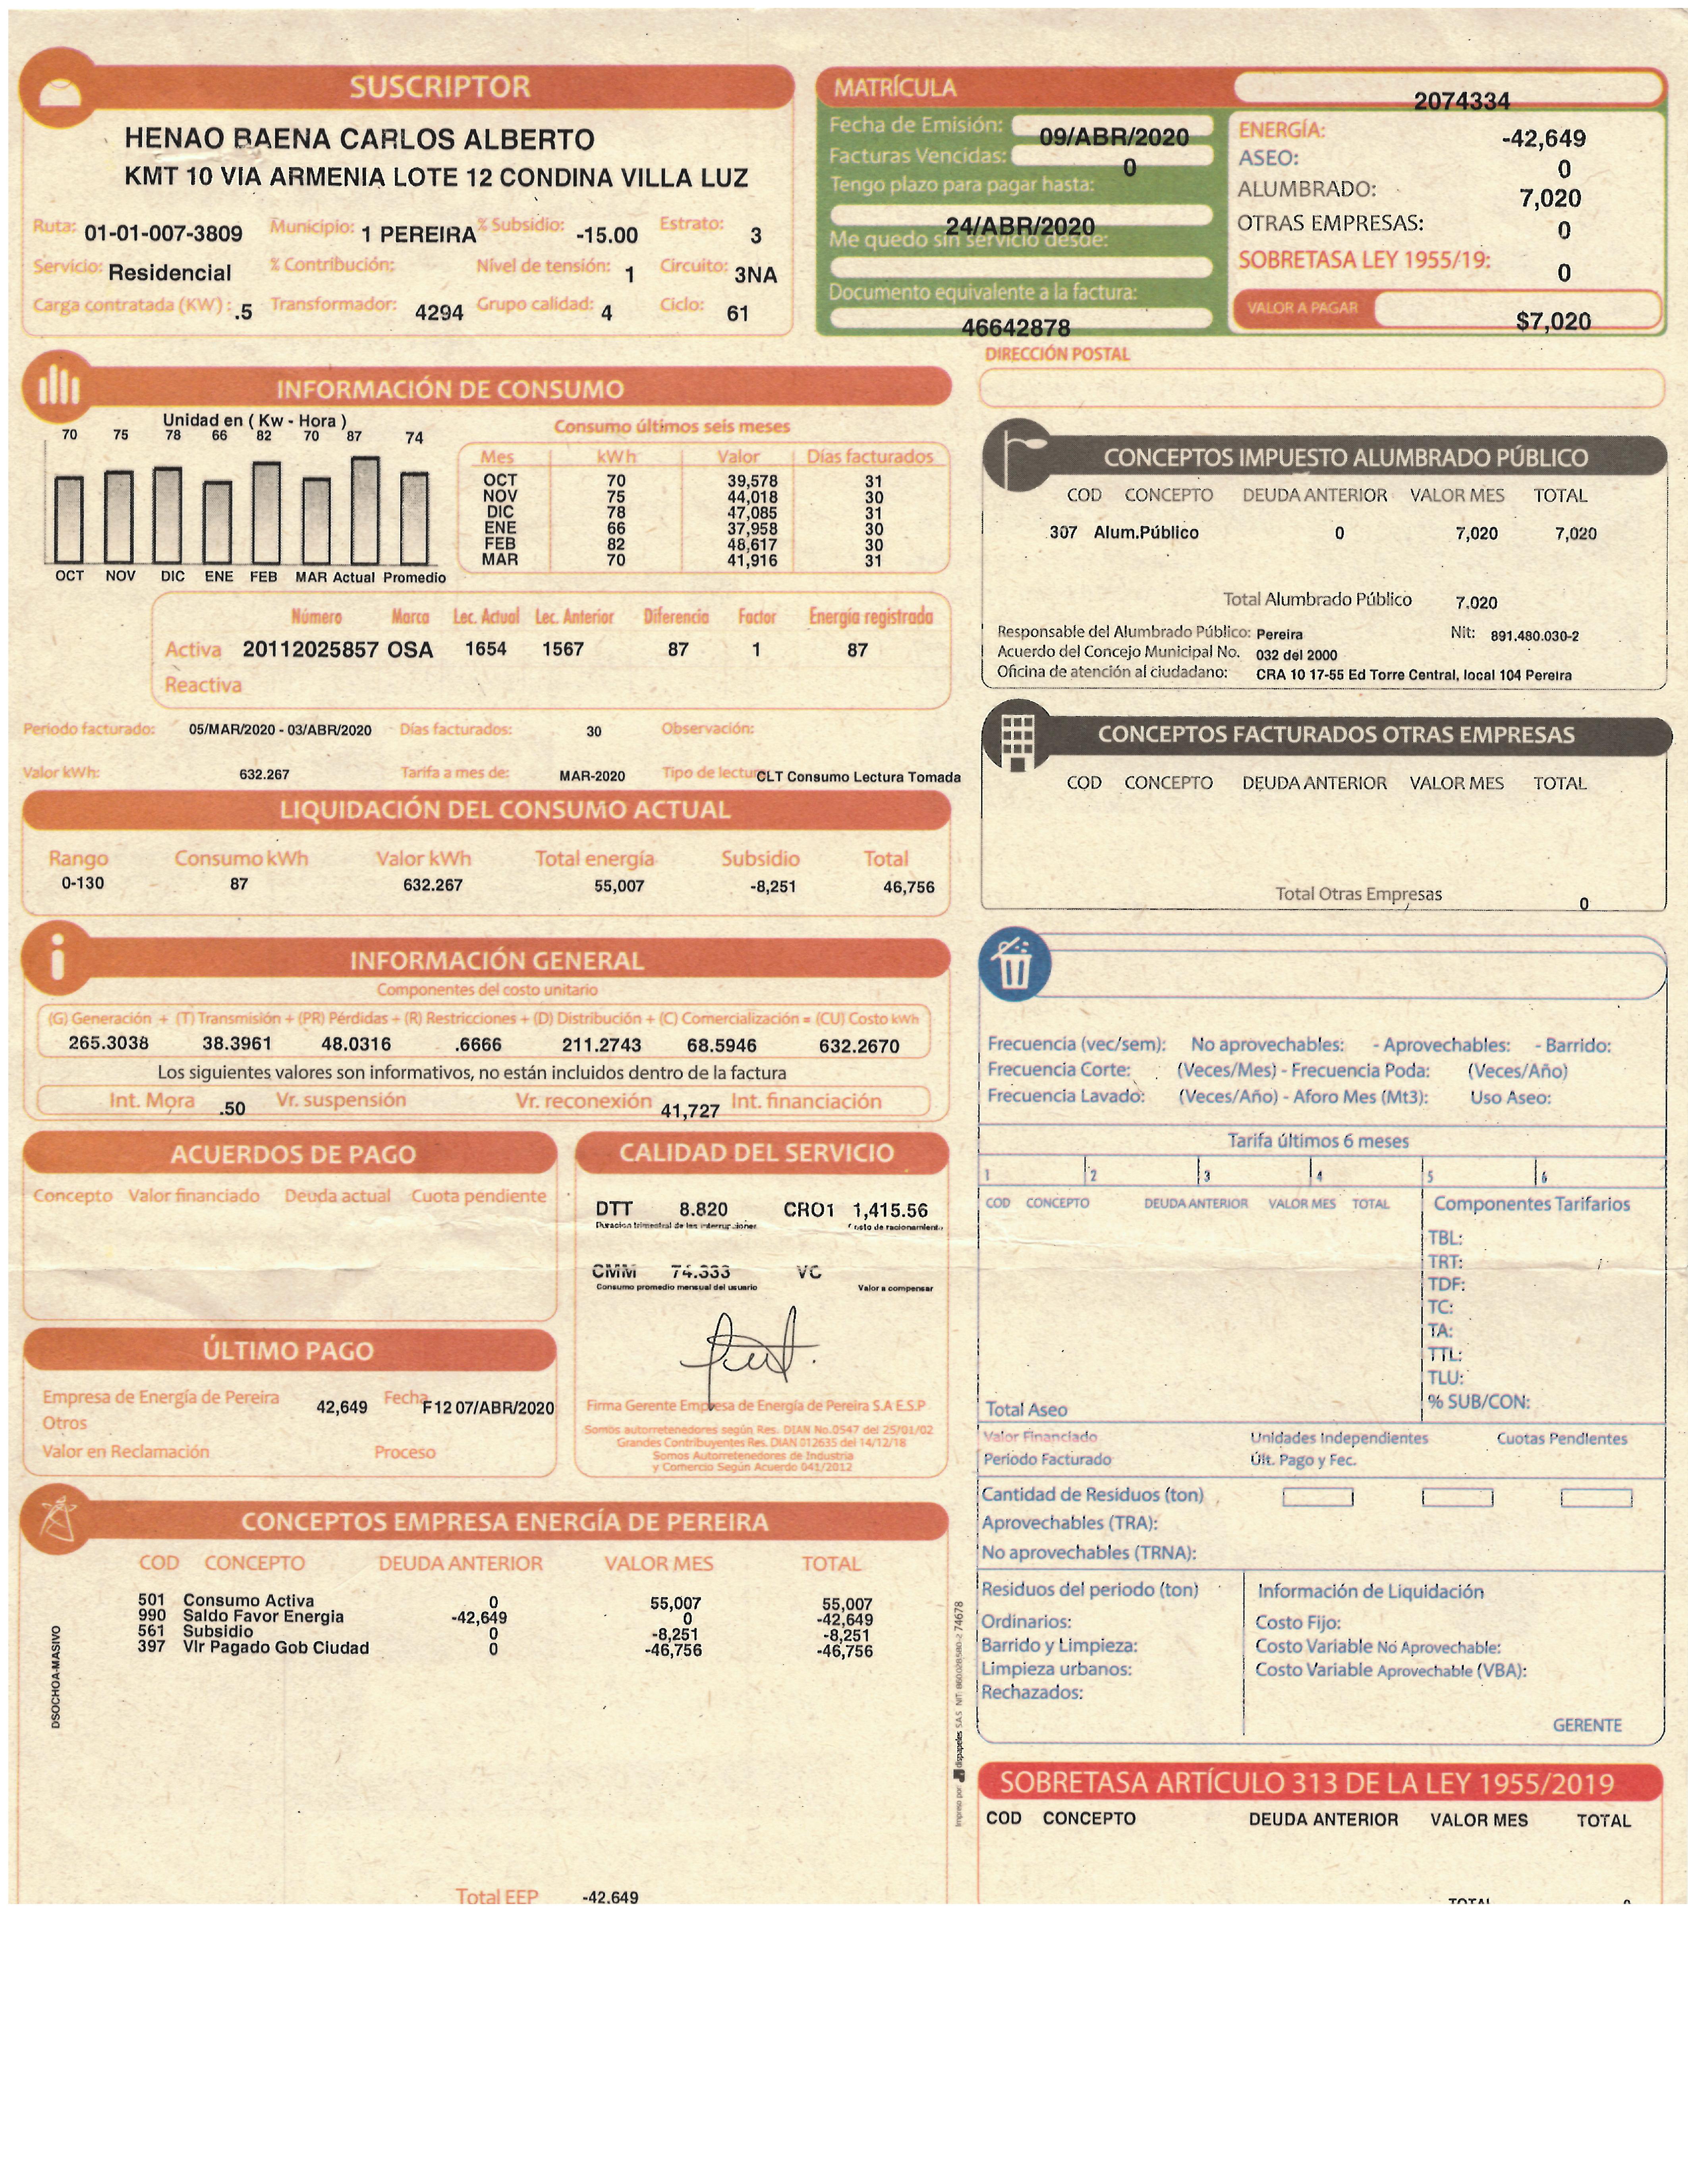 SUSCRIPTOR
HENAO BAENA CARLOS ALBERTO
KMT 10 VIA ARMENIA LOTE 12 CONDINA VILLA LUZ
Ruta: 01-01-007-3809 Municipio: 1 PEREIRA % Subsidio: -15.00 Estrato: 3
Servicio: Residencial % Contribución: Nivel de tensión: 1 Circuito: 3NA
Carga contratada (KW) : .5 Transformador: 4294 Grupo calidad: 4 Ciclo: 61
MATRÍCULA 2074334
Fecha de Emisión: 09/ABR/2020
Facturas Vencidas: 0
Tengo plazo para pagar hasta:
24/ABR/2020
Me quedo sin servicio desde:
Documento equivalente a la factura:
46642878
ENERGÍA: -42,649
ASEO: 0
ALUMBRADO: 7,020
OTRAS EMPRESAS: 0
SOBRETASA LEY 1955/19: 0
VALOR A PAGAR $7,020
DIRECCIÓN POSTAL
INFORMACIÓN DE CONSUMO
Unidad en ( Kw - Hora )
70 75 78 66 82 70 87 74
OCT NOV DIC ENE FEB MAR Actual Promedio
Consumo últimos seis meses
Mes kWh Valor Días facturados
OCT 70 39,578 31
NOV 75 44,018 30
DIC 78 47,085 31
ENE 66 37,958 30
FEB 82 48,617 30
MAR 70 41,916 31
Número Marca Lec. Actual Lec. Anterior Diferencia Factor Energía registrada
Activa 20112025857 OSA 1654 1567 87 1 87
Reactiva
Periodo facturado: 05/MAR/2020 - 03/ABR/2020 Días facturados: 30 Observación:
Valor kWh: 632.267 Tarifa a mes de: MAR-2020 Tipo de lectura CLT Consumo Lectura Tomada
LIQUIDACIÓN DEL CONSUMO ACTUAL
Rango Consumo kWh Valor kWh Total energía Subsidio Total
0-130 87 632.267 55,007 -8,251 46,756
INFORMACIÓN GENERAL
Componentes del costo unitario
(G) Generación + (T) Transmisión + (PR) Pérdidas + (R) Restricciones + (D) Distribución + (C) Comercialización = (CU) Costo kWh
265.3038 38.3961 48.0316 .6666 211.2743 68.5946 632.2670
Los siguientes valores son informativos, no están incluidos dentro de la factura
Int. Mora .50 Vr. suspensión Vr. reconexión 41,727 Int. financiación
ACUERDOS DE PAGO
Concepto Valor financiado Deuda actual Cuota pendiente
CALIDAD DEL SERVICIO
DTT 8.820 CRO1 1,415.56
Duracion trimestral de las interrupciones Costo de racionamiento
CMM 74.333 VC
Consumo promedio mensual del usuario Valor a compensar
Firma Gerente Empresa de Energía de Pereira S.A E.S.P
Somos autorretenedores según Res. DIAN No.0547 del 25/01/02
Grandes Contribuyentes Res. DIAN 012635 del 14/12/18
Somos Autorretenedores de Industria
y Comercio Según Acuerdo 041/2012
ÚLTIMO PAGO
Empresa de Energía de Pereira 42,649 Fecha F12 07/ABR/2020
Otros
Valor en Reclamación Proceso
CONCEPTOS EMPRESA ENERGÍA DE PEREIRA
COD CONCEPTO DEUDA ANTERIOR VALOR MES TOTAL
501 Consumo Activa 0 55,007 55,007
990 Saldo Favor Energia -42,649 0 -42,649
561 Subsidio 0 -8,251 -8,251
397 Vlr Pagado Gob Ciudad 0 -46,756 -46,756
DSOCHOA-MASIVO
Total EEP -42,649
Impreso por: dispapeles S.A.S NIT: 860028580-2 74678
CONCEPTOS IMPUESTO ALUMBRADO PÚBLICO
COD CONCEPTO DEUDA ANTERIOR VALOR MES TOTAL
307 Alum.Público 0 7,020 7,020
Total Alumbrado Público 7.020
Responsable del Alumbrado Público: Pereira Nit: 891.480.030-2
Acuerdo del Concejo Municipal No. 032 del 2000
Oficina de atención al ciudadano: CRA 10 17-55 Ed Torre Central, local 104 Pereira
CONCEPTOS FACTURADOS OTRAS EMPRESAS
COD CONCEPTO DEUDA ANTERIOR VALOR MES TOTAL
Total Otras Empresas 0
Frecuencia (vec/sem): No aprovechables: - Aprovechables: - Barrido:
Frecuencia Corte: (Veces/Mes) - Frecuencia Poda: (Veces/Año)
Frecuencia Lavado: (Veces/Año) - Aforo Mes (Mt3): Uso Aseo:
Tarifa últimos 6 meses
1 2 3 4 5 6
COD CONCEPTO DEUDA ANTERIOR VALOR MES TOTAL Componentes Tarifarios
TBL:
TRT:
TDF:
TC:
TA:
TTL:
TLU:
Total Aseo % SUB/CON:
Valor Financiado Unidades Independientes Cuotas Pendientes
Periodo Facturado Últ. Pago y Fec.
Cantidad de Residuos (ton)
Aprovechables (TRA):
No aprovechables (TRNA):
Residuos del periodo (ton) Información de Liquidación
Ordinarios: Costo Fijo:
Barrido y Limpieza: Costo Variable No Aprovechable:
Limpieza urbanos: Costo Variable Aprovechable (VBA):
Rechazados:
GERENTE
SOBRETASA ARTÍCULO 313 DE LA LEY 1955/2019
COD CONCEPTO DEUDA ANTERIOR VALOR MES TOTAL
TOTAL 0